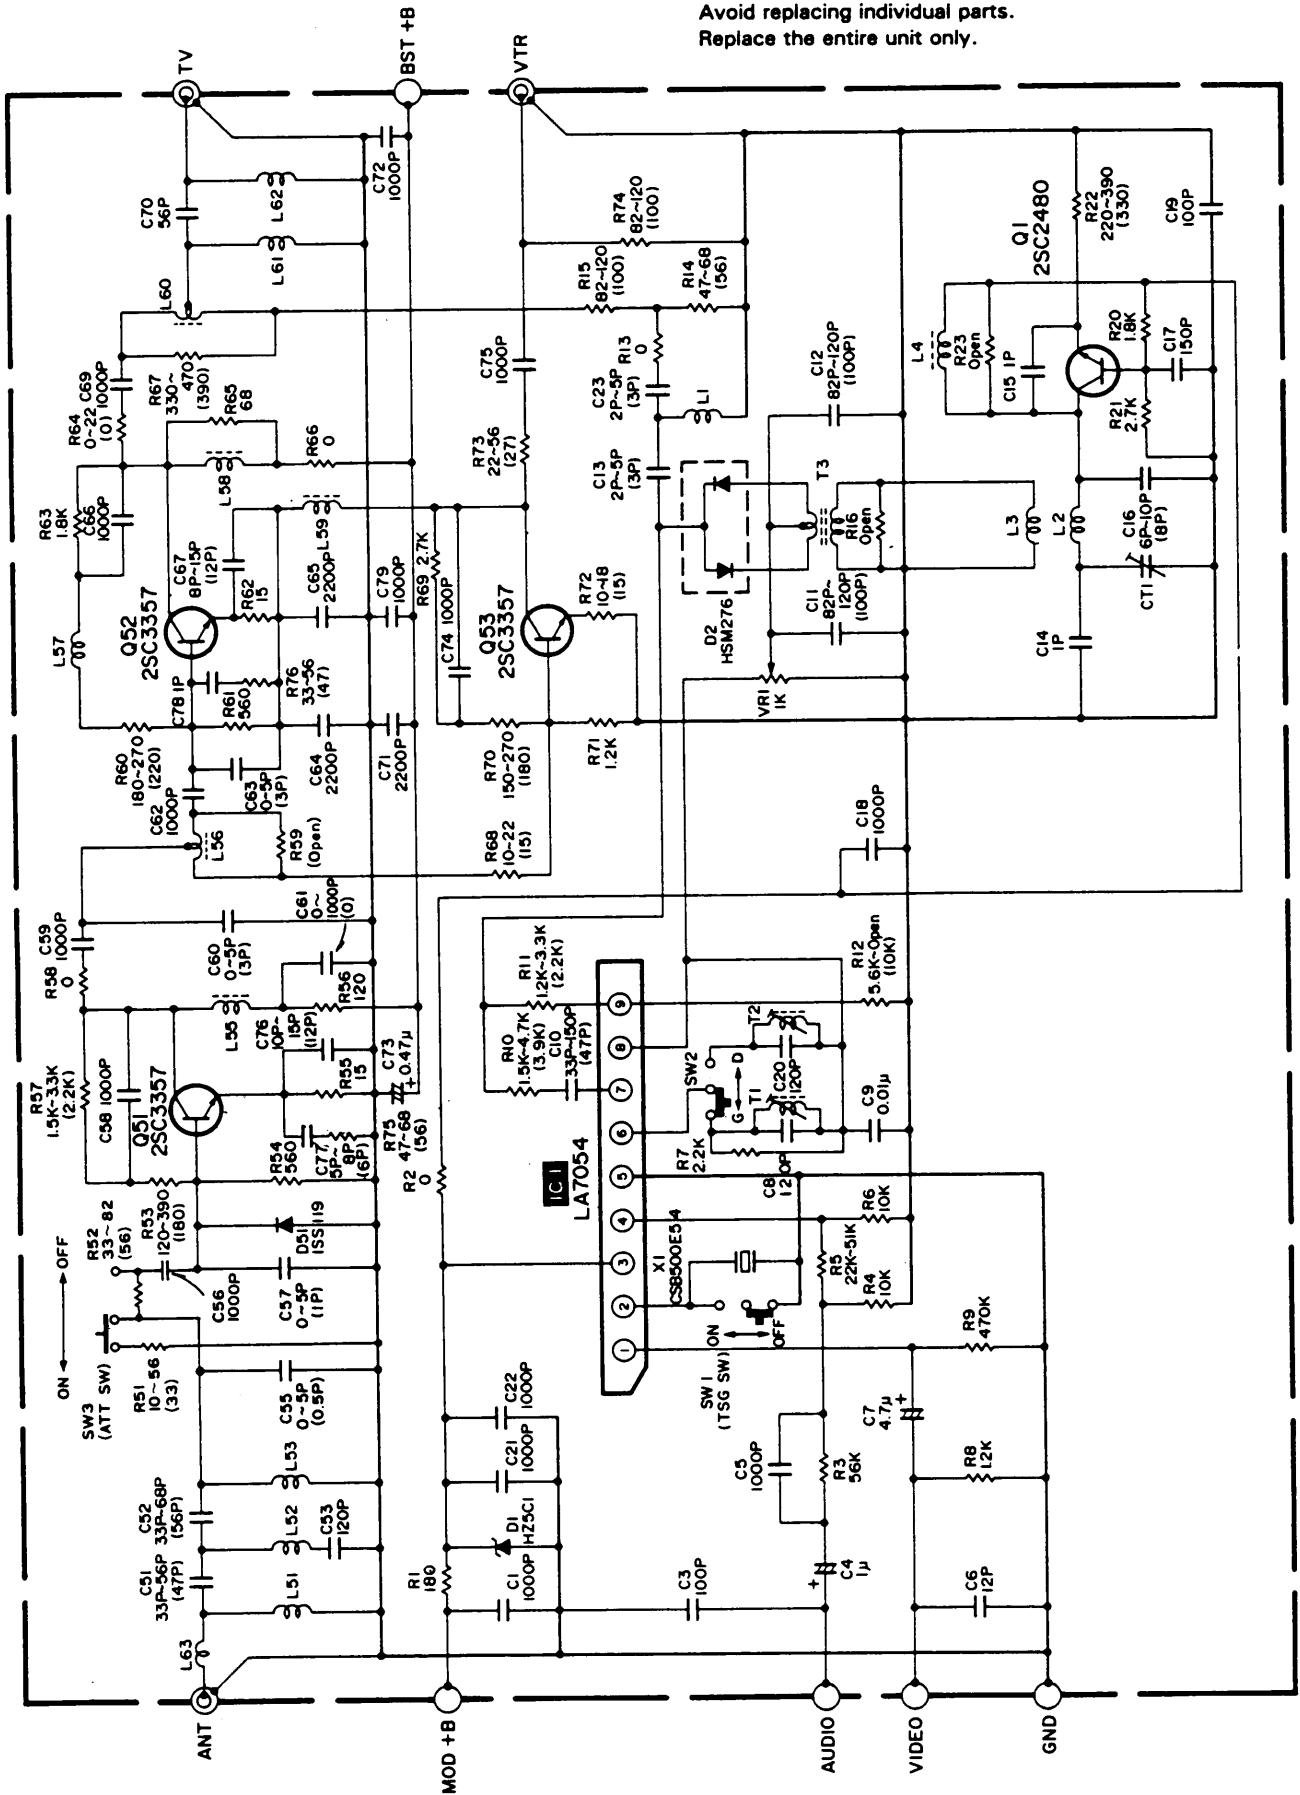 Avoid replacing individual parts.
Replace the entire unit only.
TV
BST +B
VTR
C70
56P
L62
L61
C72
1000P
L60
R64
0~22
(0)
C69
1000P
R67
330~
470
(390)
R65
68
R66
0
L58
R63
1.8K
C66
1000P
C67
8P~15P
(12P)
L59
R62
15
C65
2200P
C79
1000P
L57
Q52
2SC3357
C78 1P
R61
560
R76
33~56
(47)
R60
180~270
(220)
C62
1000P
C63
0~5P
(3P)
C64
2200P
C71
2200P
L56
R59
(Open)
R69 2.7K
C74 1000P
Q53
2SC3357
R72
10~18
(15)
R70
150~270
(180)
R71
1.2K
R68
10~22
(15)
C75
1000P
R73
22~56
(27)
R74
82~120
(100)
R15
82~120
(100)
R14
47~68
(56)
R13
0
C23
2P~5P
(3P)
L1
C13
2P~5P
(3P)
D2
HSM276
C12
82P~120P
(100P)
T3
R16
Open
C11
82P~
120P
(100P)
VR1
1K
Q1
2SC2480
R22
220~390
(330)
C19
100P
L4
R23
Open
C15 1P
R20
1.8K
C17
150P
R21
2.7K
L3
L2
C16
6P~10P
(8P)
CT1
C14
1P
C18
1000P
C59
1000P
R58
0
C60
0~5P
(3P)
C61
0~
1000P
(0)
L55
C76
10P~
15P
(12P)
R56
120
R57
1.5K~3.3K
(2.2K)
C58 1000P
Q51
2SC3357
R55
15
C73
0.47μ
+
R54
560
C77
5P~
8P
(6P)
R75
47~68
(56)
R2
0
R53
120~390
(180)
D51
1SS119
R52
33~82
(56)
C56
1000P
C57
0~5P
(1P)
ON
OFF
SW3
(ATT SW)
R51
10~56
(33)
C55
0~5P
(0.5P)
L53
C52
33P~68P
(56P)
L52
C53
120P
C51
33P~56P
(47P)
L51
L63
ANT
R11
1.2K~3.3K
(2.2K)
R10
1.5K~4.7K
(3.9K)
C10
33P~150P
(47P)
R12
5.6K~Open
(10K)
IC1
LA7054
1
2
3
4
5
6
7
8
9
SW2
D
G
T2
T1
C20
120P
R7
2.2K
C8
120P
C9
0.01μ
X1
CSB500E54
ON
OFF
SW1
(TSG SW)
R5
22K~51K
R6
10K
R4
10K
R9
470K
C22
1000P
C21
1000P
D1
HZ5C1
R1
180
C1
1000P
C3
100P
C5
1000P
R3
56K
+
C4
1μ
C7
4.7μ
+
R8
1.2K
C6
12P
MOD +B
AUDIO
VIDEO
GND